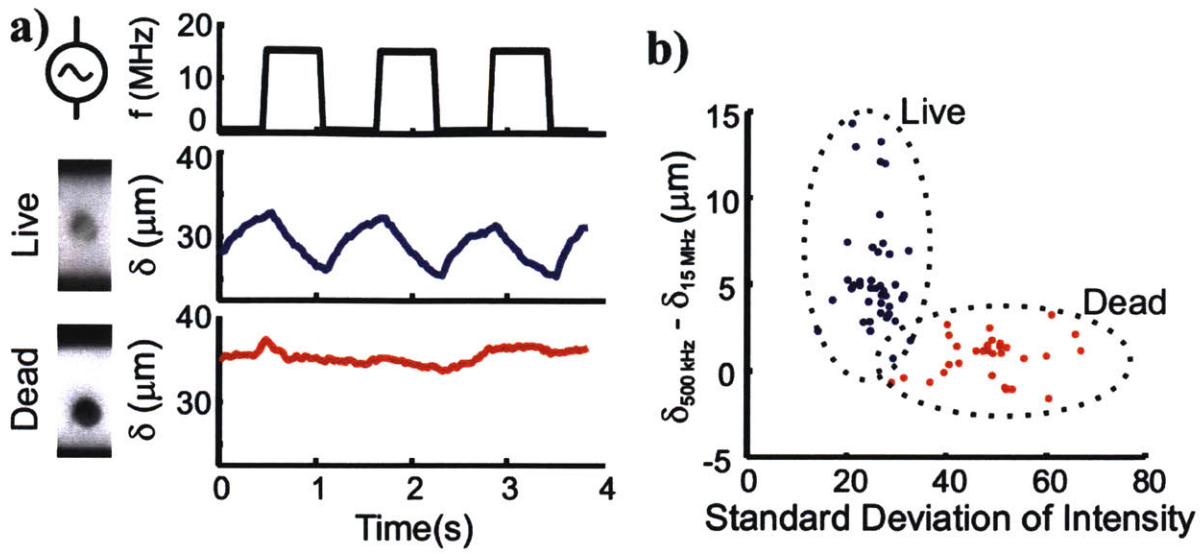 a)
f (MHz)
20
10
0
Live
δ (μm)
40
30
Dead
δ (μm)
40
30
0 1 2 3 4
Time(s)
b)
δ500 kHz - δ15 MHz (μm)
15
10
5
0
-5
Live
Dead
0 20 40 60 80
Standard Deviation of Intensity